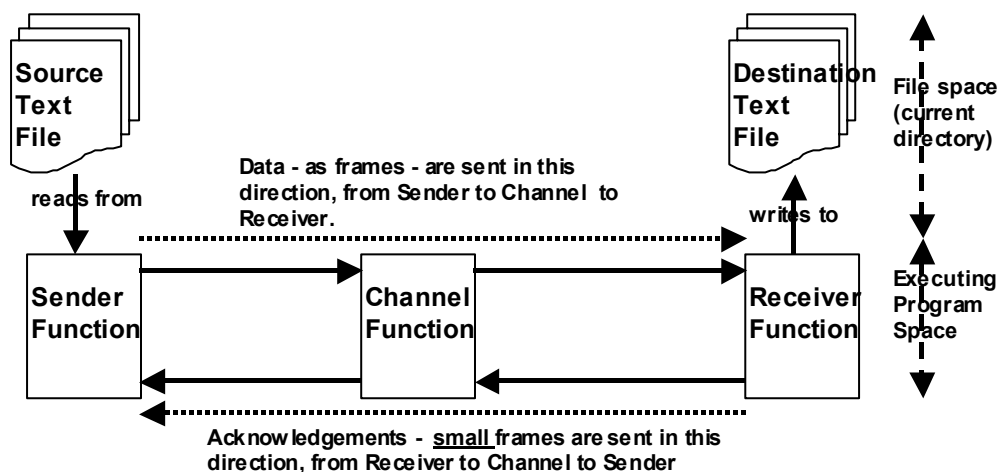 Source
Text
File
Destination
Text
File
File space
(current
directory)
Data - as frames - are sent in this
direction, from Sender to Channel to
Receiver.
reads from
writes to
Sender
Function
Channel
Function
Receiver
Function
Executing
Program
Space
Acknowledgements - small frames are sent in this
direction, from Receiver to Channel to Sender